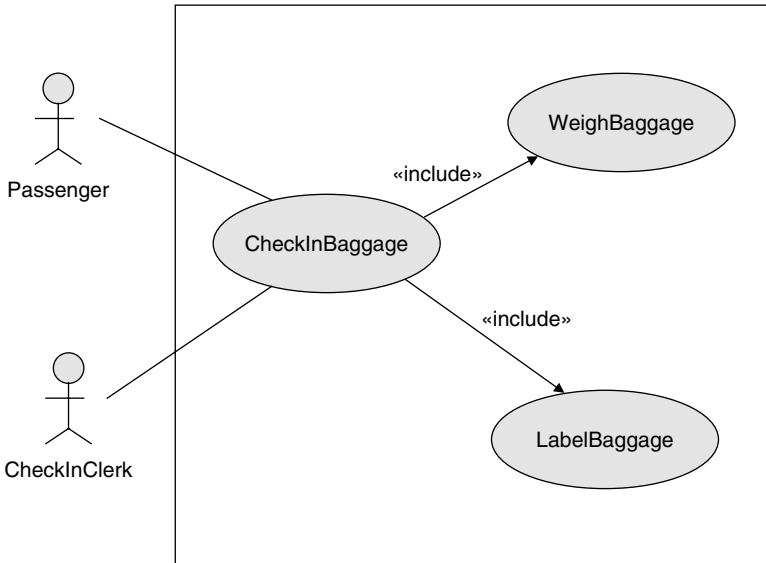 WeighBaggage
«include»
Passenger
CheckInBaggage
«include»
LabelBaggage
CheckInClerk